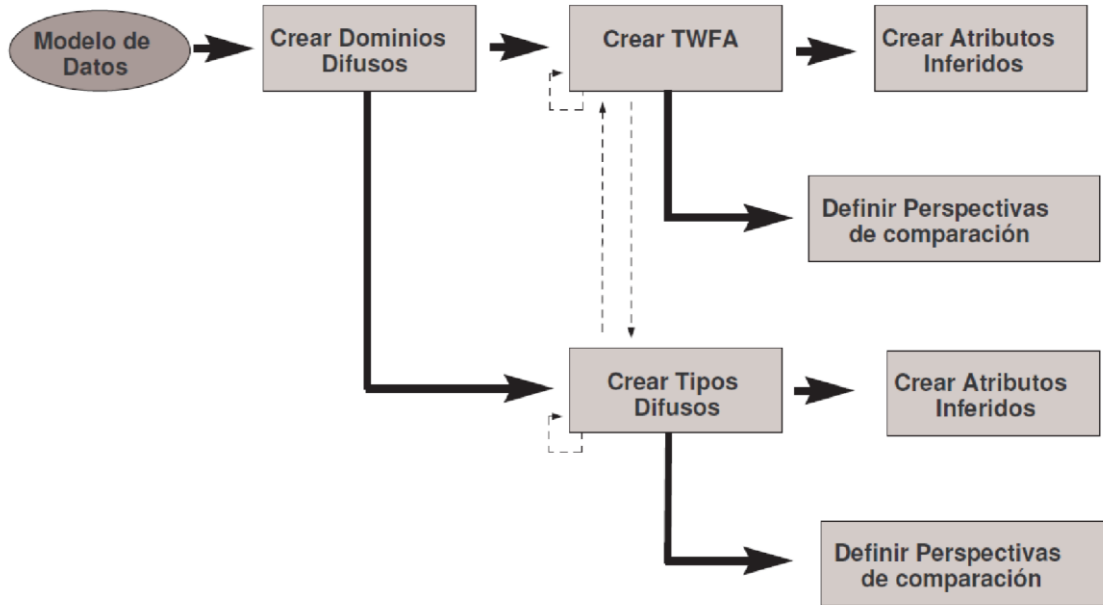 Modelo de
Datos
Crear Dominios
Difusos
Crear TWFA
Crear Atributos
Inferidos
Definir Perspectivas
de comparación
Crear Tipos
Difusos
Crear Atributos
Inferidos
Definir Perspectivas
de comparación